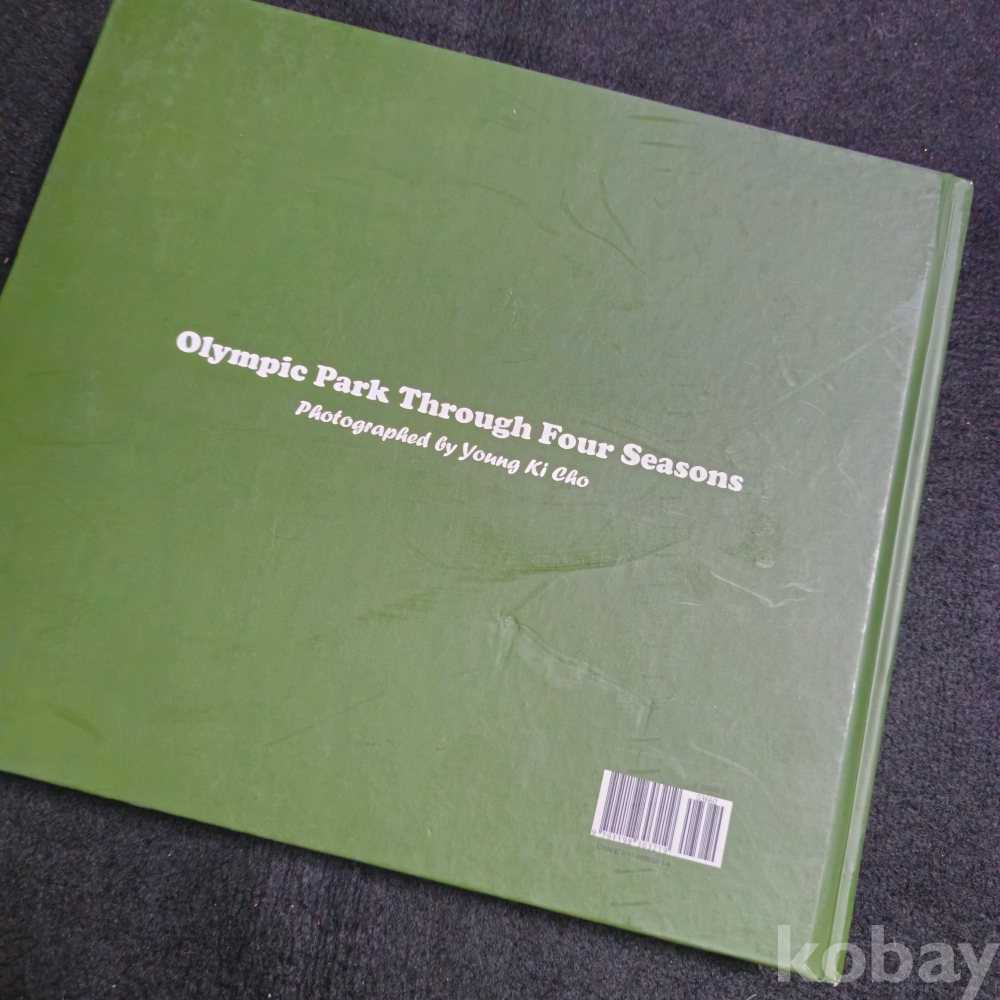 Olympic Park Through Four Seasons
Photographed by Young Ki Cho
kobay